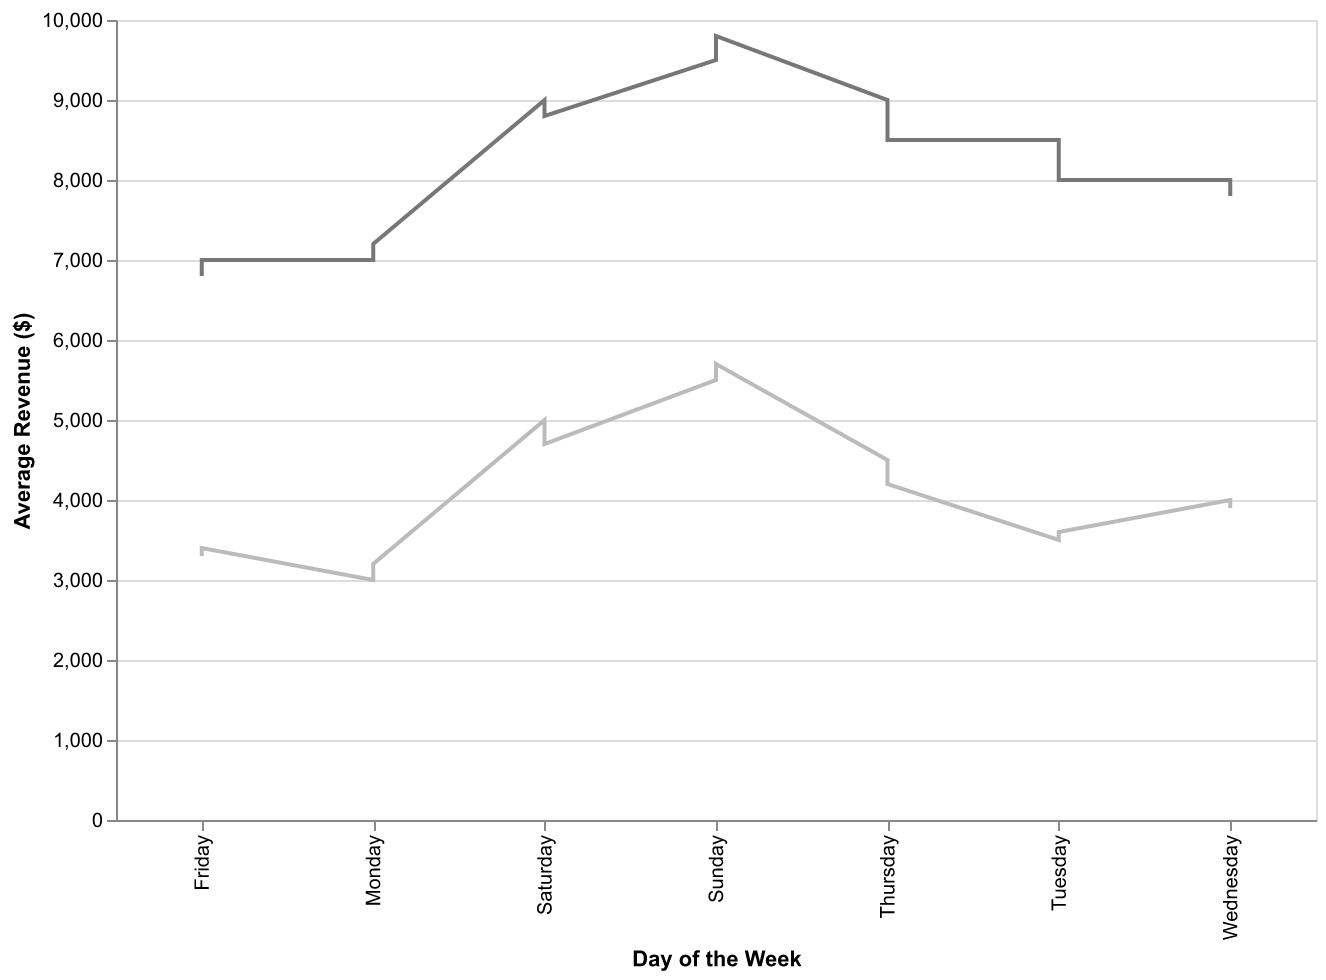 10,000
9,000
8,000
7,000
6,000
5,000
4,000
3,000
2,000
1,000
0
Average Revenue ($)
Friday
Monday
Saturday
Sunday
Thursday
Tuesday
Wednesday
Day of the Week